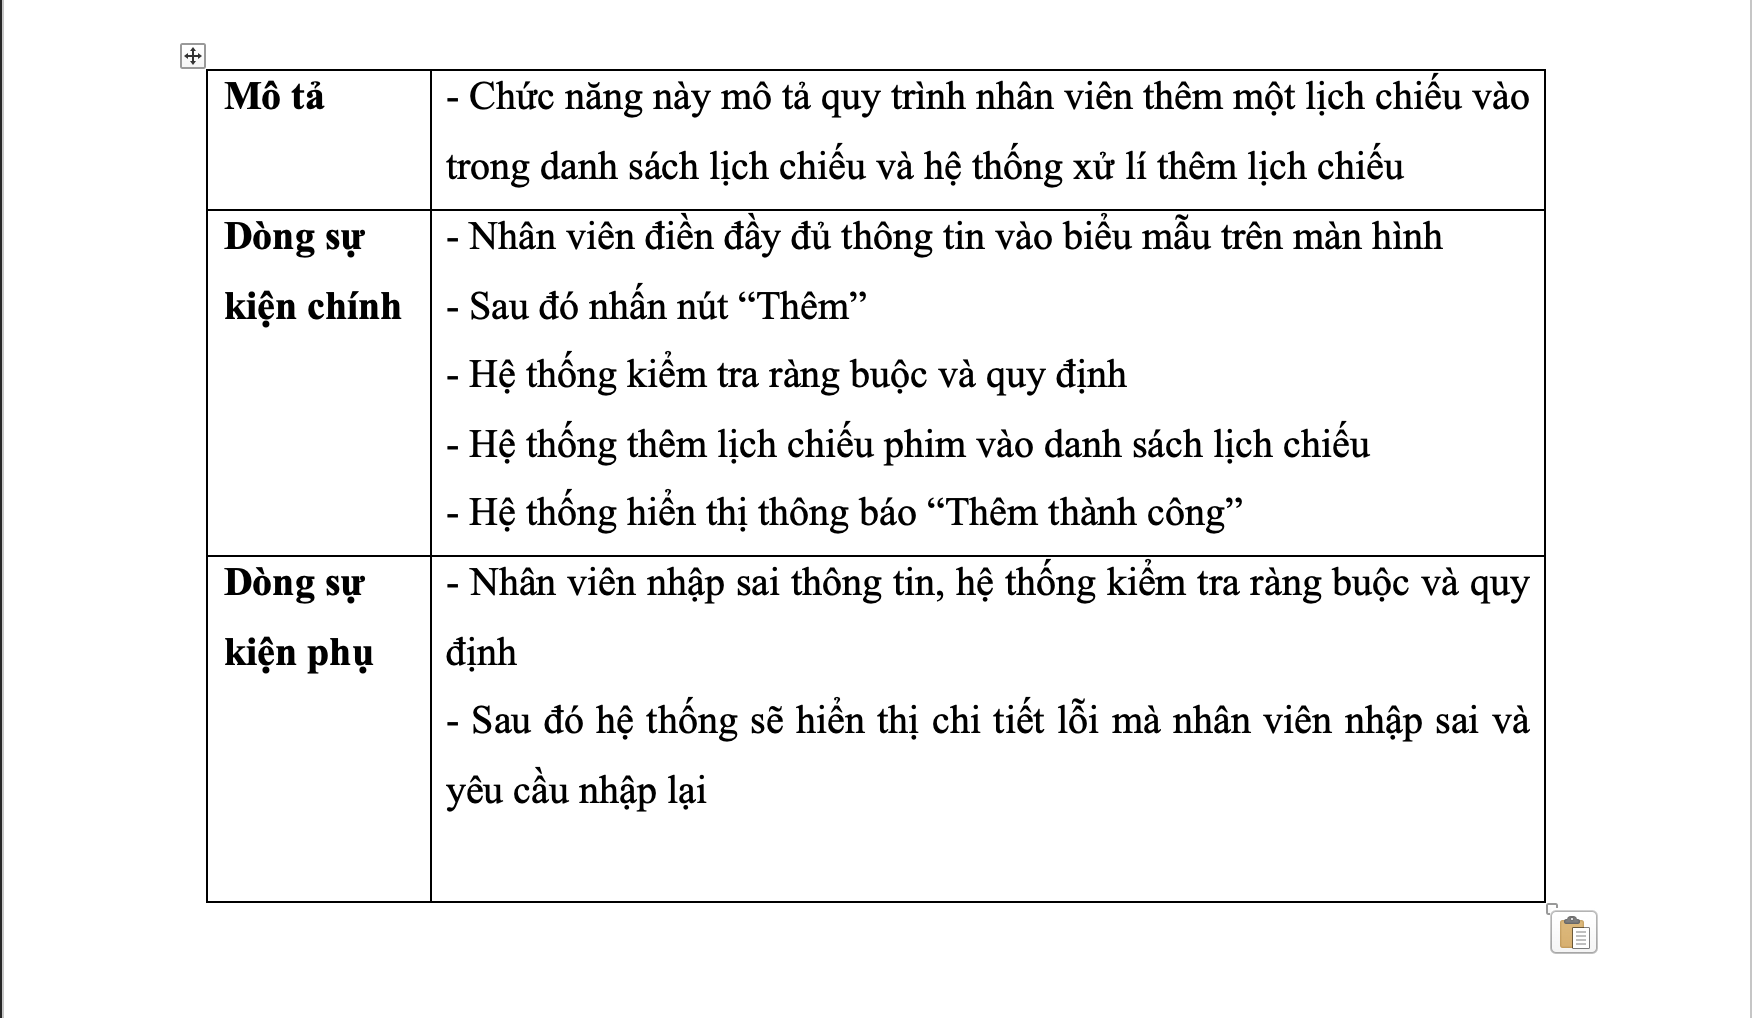 Mô tả
- Chức năng này mô tả quy trình nhân viên thêm một lịch chiếu vào
trong danh sách lịch chiếu và hệ thống xử lí thêm lịch chiếu
Dòng sự
kiện chính
- Nhân viên điền đầy đủ thông tin vào biểu mẫu trên màn hình
- Sau đó nhấn nút “Thêm”
- Hệ thống kiểm tra ràng buộc và quy định
- Hệ thống thêm lịch chiếu phim vào danh sách lịch chiếu
- Hệ thống hiển thị thông báo “Thêm thành công”
Dòng sự
kiện phụ
- Nhân viên nhập sai thông tin, hệ thống kiểm tra ràng buộc và quy
định
- Sau đó hệ thống sẽ hiển thị chi tiết lỗi mà nhân viên nhập sai và
yêu cầu nhập lại